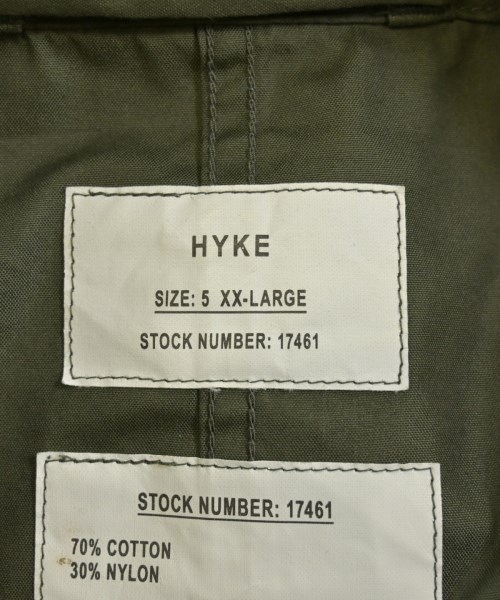 HYKE
SIZE: 5 XX-LARGE
STOCK NUMBER: 17461
STOCK NUMBER: 17461
70% COTTON
30% NYLON